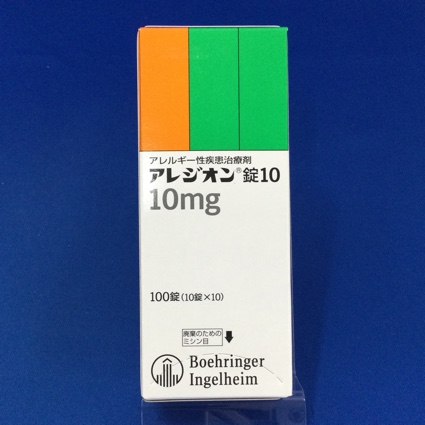 アレルギー性疾患治療剤
アレジオン®錠10
10mg
100錠(10錠×10)
廃棄のための
ミシン目
Boehringer
Ingelheim